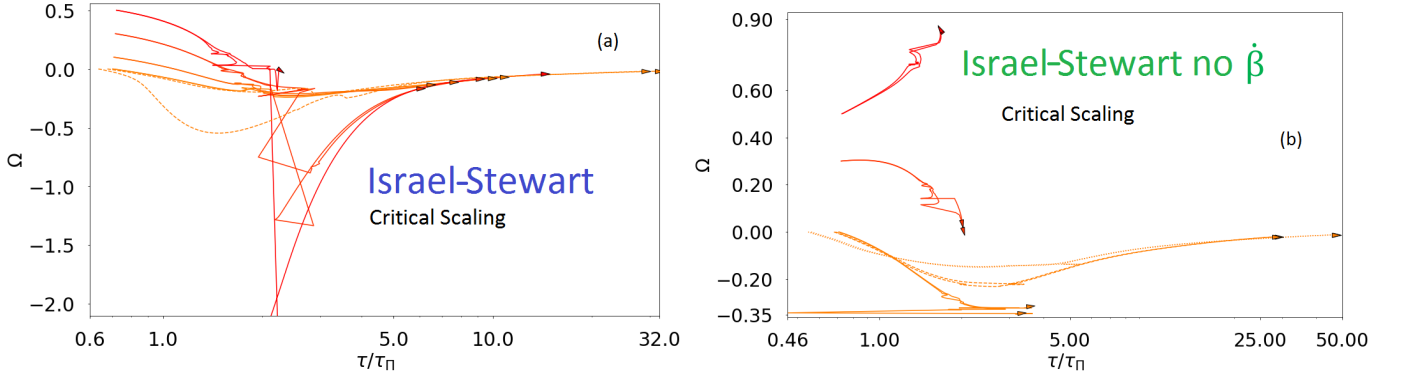 0.5
0.0
−0.5
−1.0
−1.5
−2.0
Ω
(a)
Israel-Stewart
Critical Scaling
0.6 1.0 5.0 10.0 32.0
τ/τΠ
0.90
0.60
0.40
0.20
0.00
−0.20
−0.35
Ω
Israel-Stewart no β̇
Critical Scaling
(b)
0.46 1.00 5.00 25.00 50.00
τ/τΠ